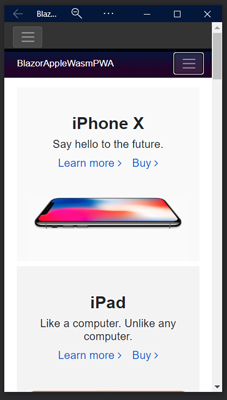 Blaz...
BlazorAppleWasmPWA
iPhone X
Say hello to the future.
Learn more > Buy >
iPad
Like a computer. Unlike any
computer.
Learn more > Buy >